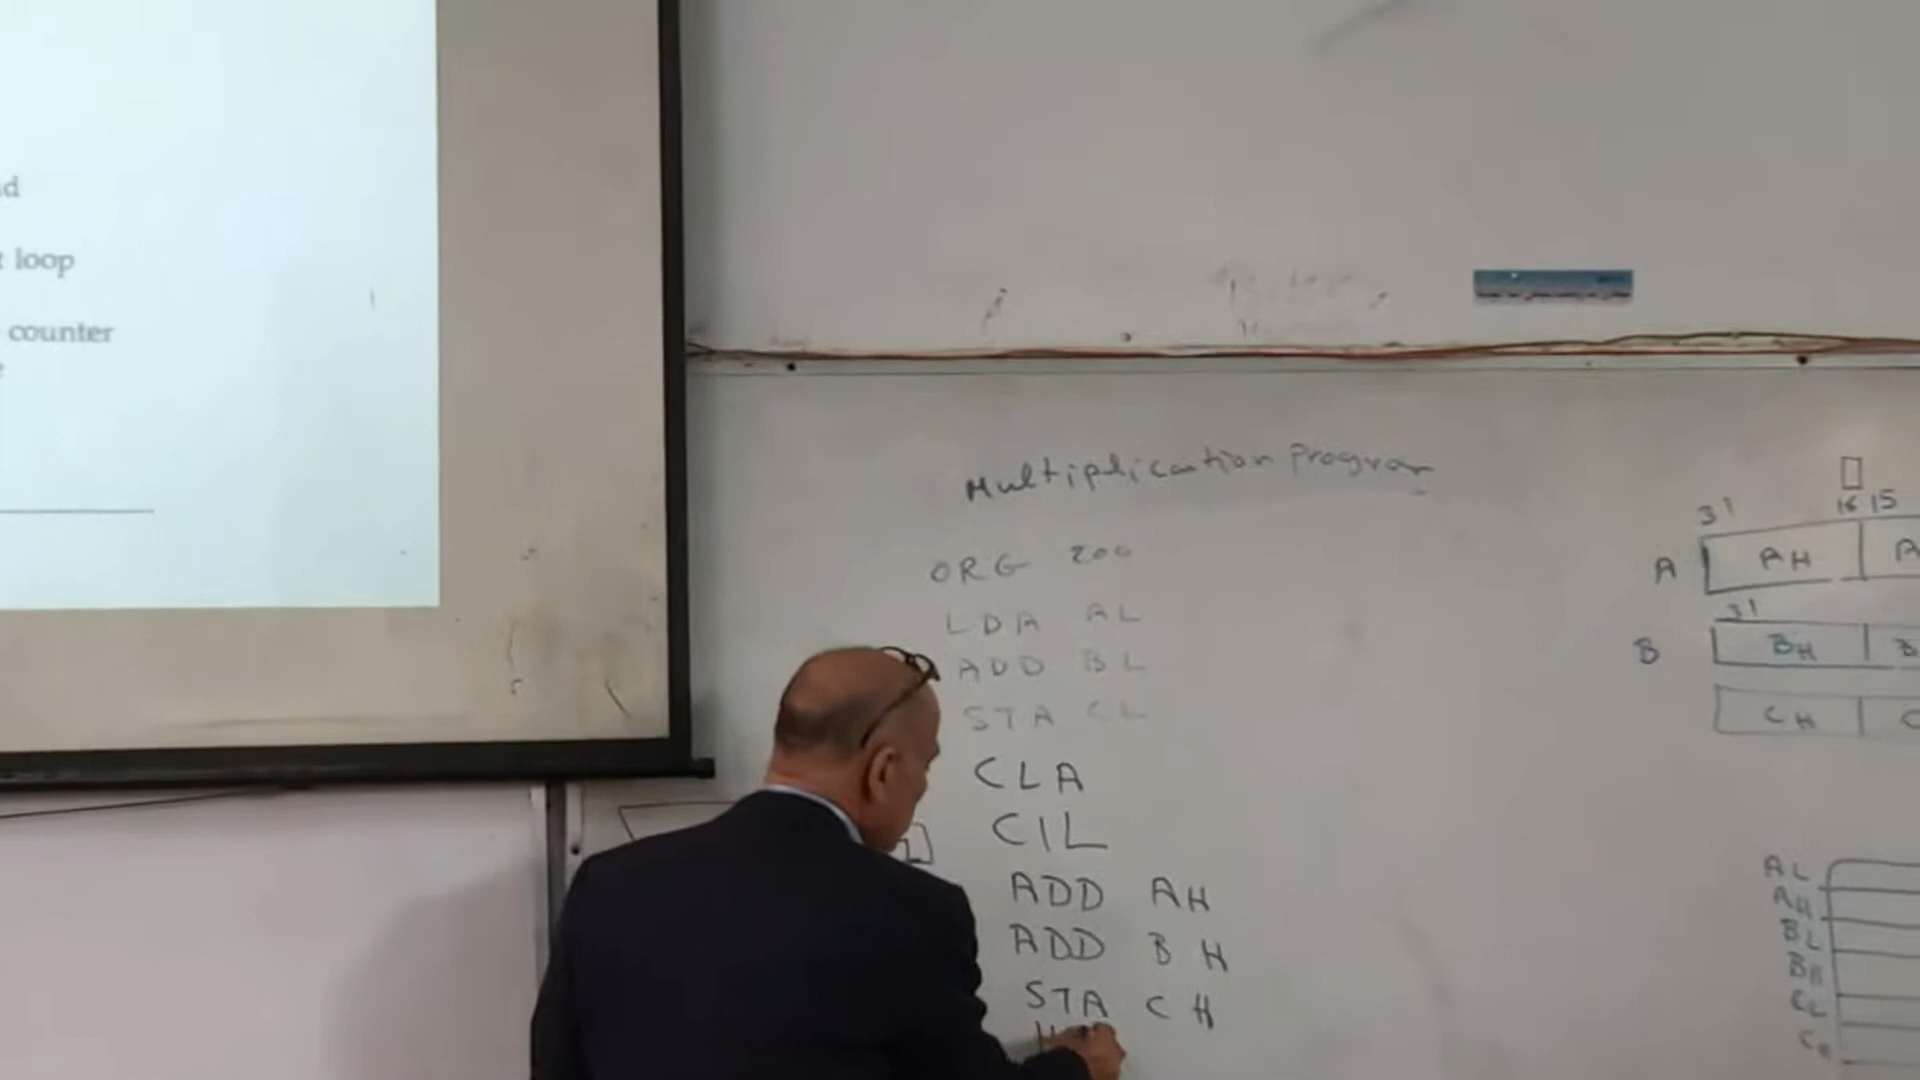 loop
counter
Multiplication Program
ORG 200
LDA AL
ADD BL
STA CL
CLA
CIL
ADD AH
ADD BH
STA CH
31 16 15
A AH
31
B BH B
CH C
AL
AH
BL
BH
CL